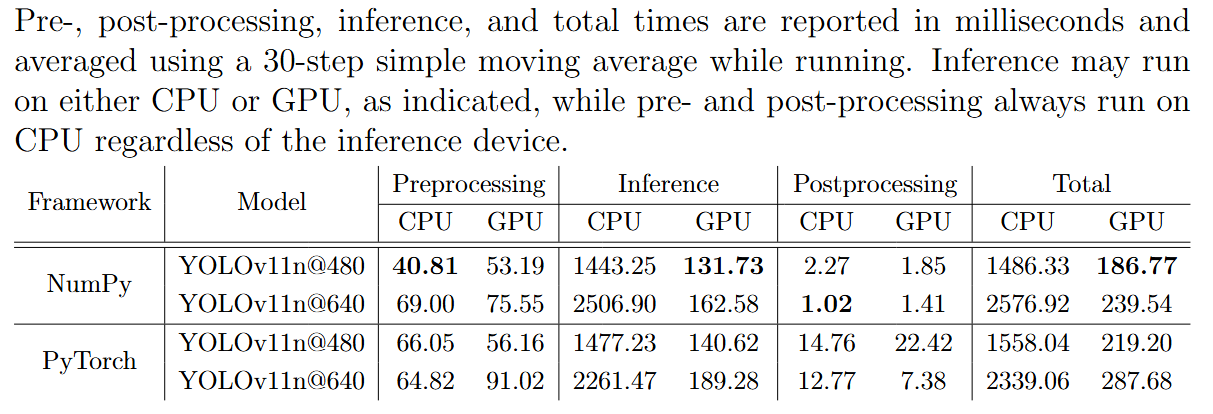 Pre-, post-processing, inference, and total times are reported in milliseconds and
averaged using a 30-step simple moving average while running. Inference may run
on either CPU or GPU, as indicated, while pre- and post-processing always run on
CPU regardless of the inference device.
Framework Model Preprocessing Inference Postprocessing Total
CPU GPU CPU GPU CPU GPU CPU GPU
NumPy
YOLOv11n@480 40.81 53.19 1443.25 131.73 2.27 1.85 1486.33 186.77
YOLOv11n@640 69.00 75.55 2506.90 162.58 1.02 1.41 2576.92 239.54
PyTorch
YOLOv11n@480 66.05 56.16 1477.23 140.62 14.76 22.42 1558.04 219.20
YOLOv11n@640 64.82 91.02 2261.47 189.28 12.77 7.38 2339.06 287.68